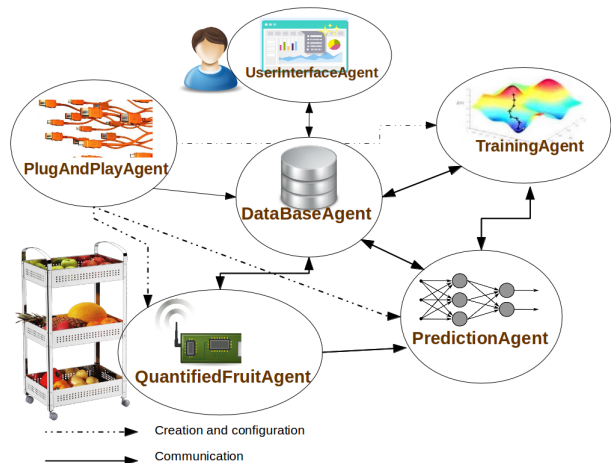 UserInterfaceAgent
PlugAndPlayAgent
TrainingAgent
DataBaseAgent
PredictionAgent
QuantifiedFruitAgent
Creation and configuration
Communication